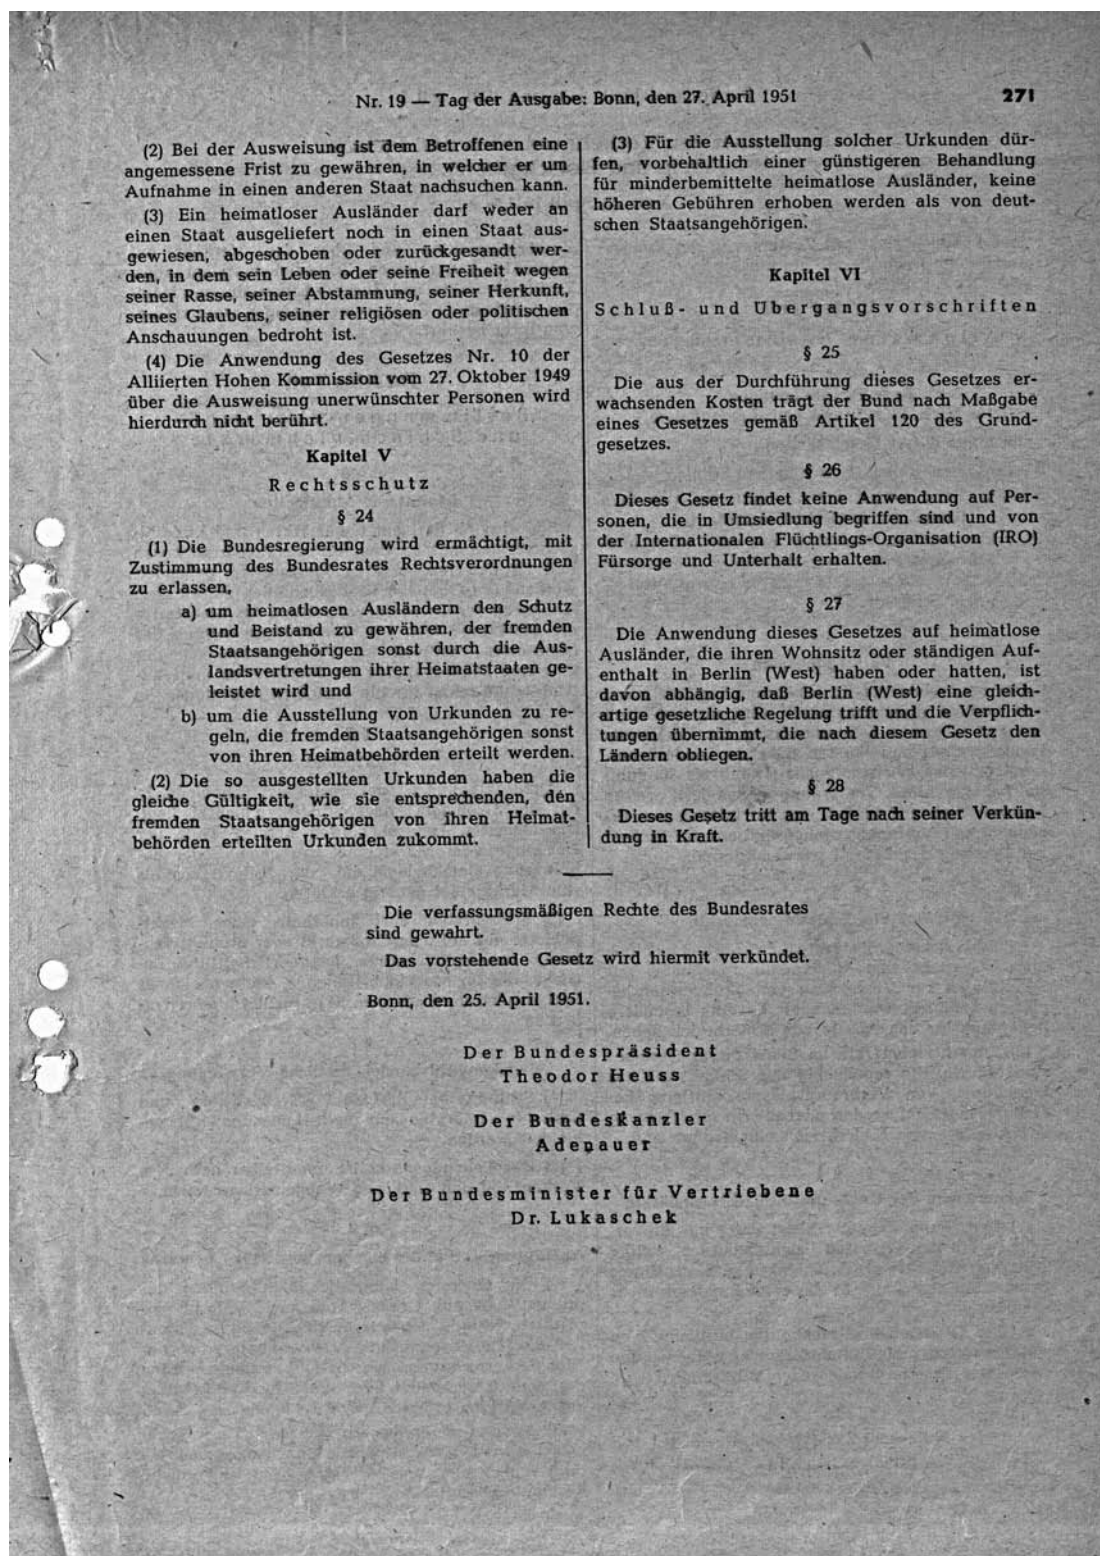 Nr. 19 — Tag der Ausgabe: Bonn, den 27. April 1951
271
(2) Bei der Ausweisung ist dem Betroffenen eine
angemessene Frist zu gewähren, in welcher er um
Aufnahme in einen anderen Staat nachsuchen kann.
(3) Ein heimatloser Ausländer darf weder an
einen Staat ausgeliefert noch in einen Staat aus-
gewiesen, abgeschoben oder zurückgesandt wer-
den, in dem sein Leben oder seine Freiheit wegen
seiner Rasse, seiner Abstammung, seiner Herkunft,
seines Glaubens, seiner religiösen oder politischen
Anschauungen bedroht ist.
(4) Die Anwendung des Gesetzes Nr. 10 der
Alliierten Hohen Kommission vom 27. Oktober 1949
über die Ausweisung unerwünschter Personen wird
hierdurch nicht berührt.
Kapitel V
Rechtsschutz
§ 24
(1) Die Bundesregierung wird ermächtigt, mit
Zustimmung des Bundesrates Rechtsverordnungen
zu erlassen,
a) um heimatlosen Ausländern den Schutz
und Beistand zu gewähren, der fremden
Staatsangehörigen sonst durch die Aus-
landsvertretungen ihrer Heimatstaaten ge-
leistet wird und
b) um die Ausstellung von Urkunden zu re-
geln, die fremden Staatsangehörigen sonst
von ihren Heimatbehörden erteilt werden.
(2) Die so ausgestellten Urkunden haben die
gleiche Gültigkeit, wie sie entsprechenden, den
fremden Staatsangehörigen von ihren Heimat-
behörden erteilten Urkunden zukommt.
(3) Für die Ausstellung solcher Urkunden dür-
fen, vorbehaltlich einer günstigeren Behandlung
für minderbemittelte heimatlose Ausländer, keine
höheren Gebühren erhoben werden als von deut-
schen Staatsangehörigen.
Kapitel VI
Schluß- und Übergangsvorschriften
§ 25
Die aus der Durchführung dieses Gesetzes er-
wachsenden Kosten trägt der Bund nach Maßgabe
eines Gesetzes gemäß Artikel 120 des Grund-
gesetzes.
§ 26
Dieses Gesetz findet keine Anwendung auf Per-
sonen, die in Umsiedlung begriffen sind und von
der Internationalen Flüchtlings-Organisation (IRO)
Fürsorge und Unterhalt erhalten.
§ 27
Die Anwendung dieses Gesetzes auf heimatlose
Ausländer, die ihren Wohnsitz oder ständigen Auf-
enthalt in Berlin (West) haben oder hatten, ist
davon abhängig, daß Berlin (West) eine gleich-
artige gesetzliche Regelung trifft und die Verpflich-
tungen übernimmt, die nach diesem Gesetz den
Ländern obliegen.
§ 28
Dieses Gesetz tritt am Tage nach seiner Verkün-
dung in Kraft.
Die verfassungsmäßigen Rechte des Bundesrates
sind gewahrt.
Das vorstehende Gesetz wird hiermit verkündet.
Bonn, den 25. April 1951.
Der Bundespräsident
Theodor Heuss
Der Bundeskanzler
Adenauer
Der Bundesminister für Vertriebene
Dr. Lukaschek